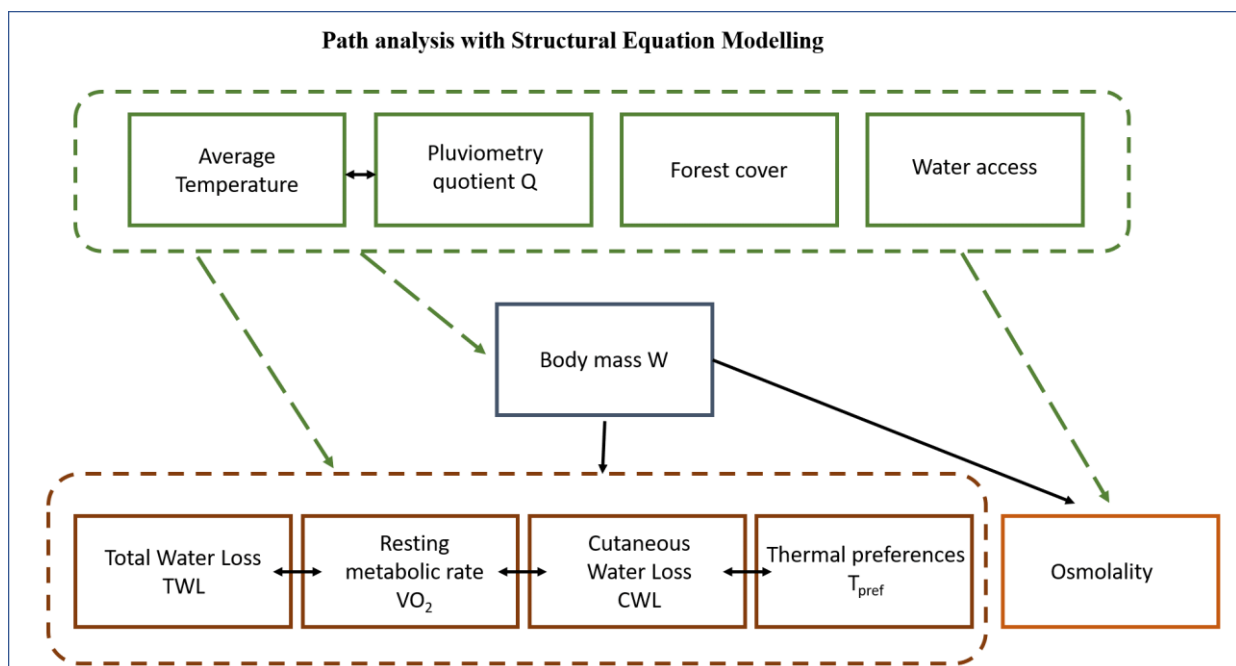 Path analysis with Structural Equation Modelling
Average
Temperature
Pluviometry
quotient Q
Forest cover
Water access
Body mass W
Total Water Loss
TWL
Resting
metabolic rate
VO₂
Cutaneous
Water Loss
CWL
Thermal preferences
Tpref
Osmolality